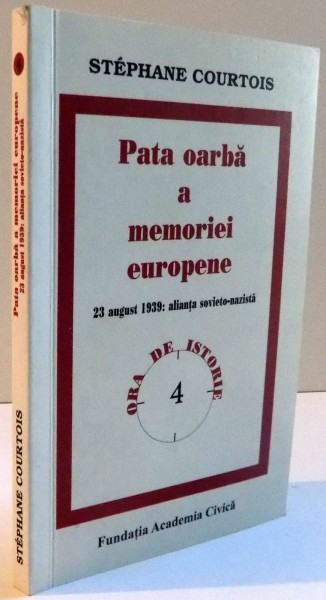 STÉPHANE COURTOIS
Pata oarbă
a
memoriei
europene
23 august 1939: alianța sovieto-nazistă
ORA DE ISTORIE
4
Fundația Academia Civică
4
Pata oarbă a memoriei europene
23 august 1939: alianța sovieto-nazistă
STÉPHANE COURTOIS